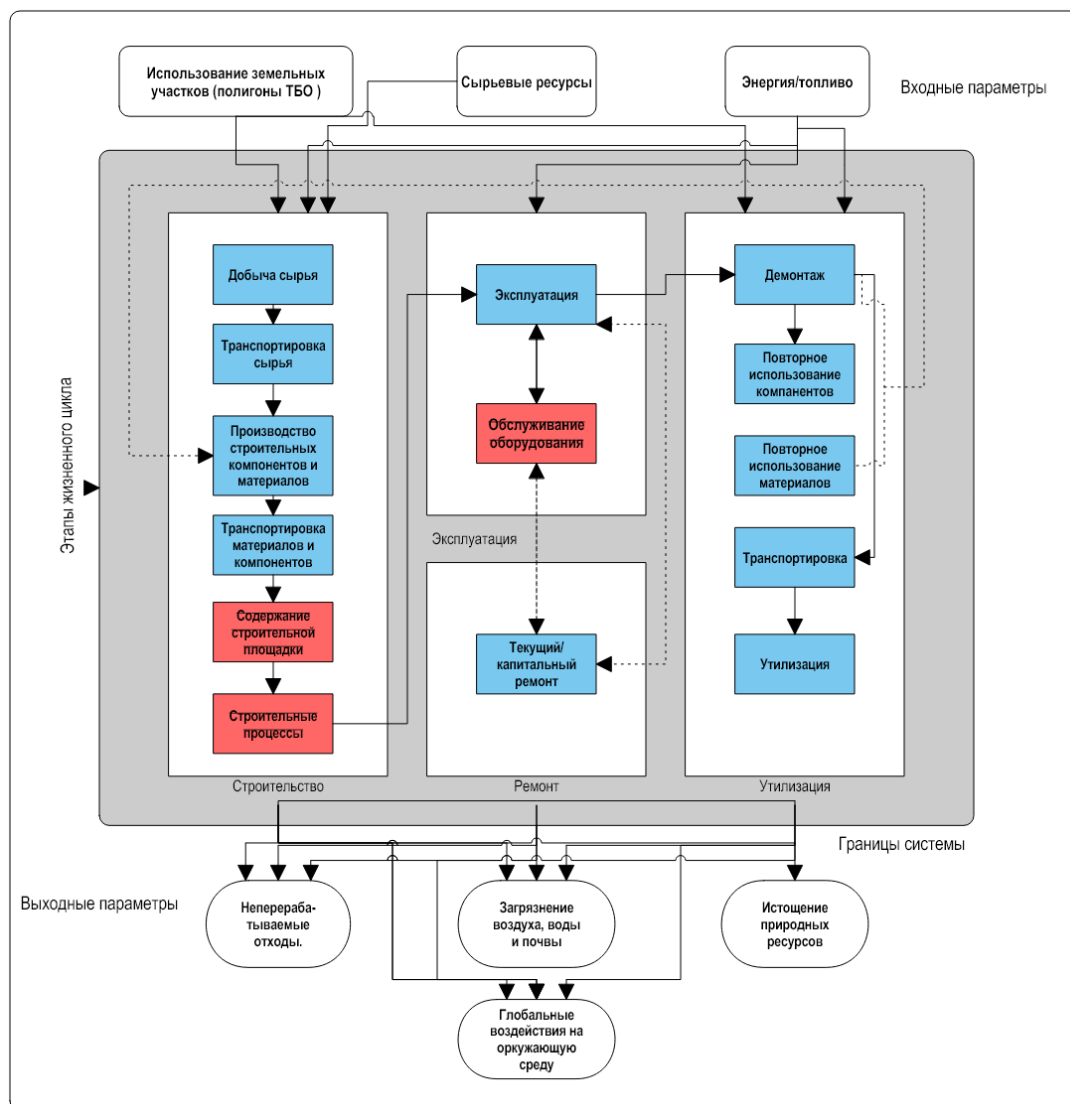 Использование земельных
участков (полигоны ТБО )
Сырьевые ресурсы
Энергия/топливо
Входные параметры
Этапы жизненного цикла
Добыча сырья
Транспортировка
сырья
Производство
строительных
компонентов и
материалов
Транспортировка
материалов и
компонентов
Содержание
строительной
площадки
Строительные
процессы
Строительство
Эксплуатация
Обслуживание
оборудования
Эксплуатация
Текущий/
капитальный
ремонт
Ремонт
Демонтаж
Повторное
использование
компанентов
Повторное
использование
материалов
Транспортировка
Утилизация
Утилизация
Границы системы
Выходные параметры
Неперераба-
тываемые
отходы.
Загрязнение
воздуха, воды
и почвы
Истощение
природных
ресурсов
Глобальные
воздействия на
оркужающую
среду